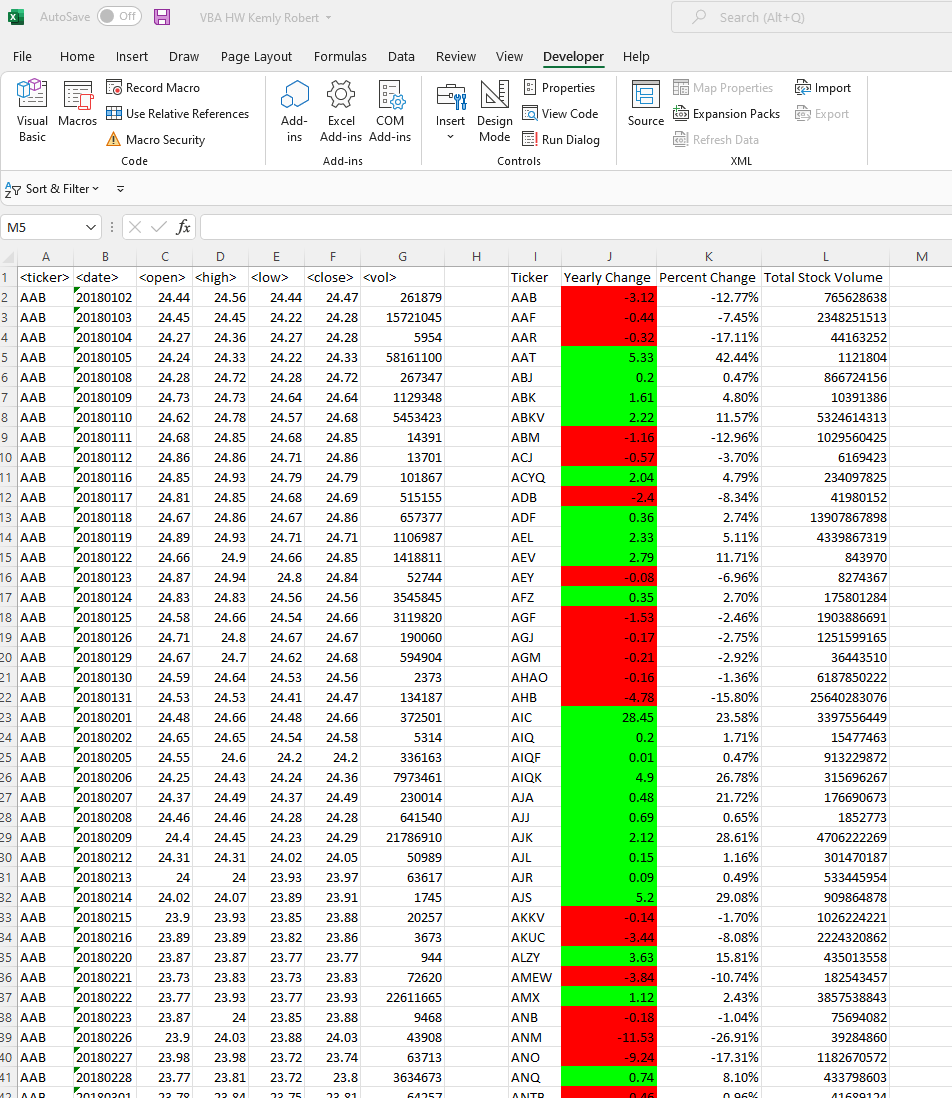 AutoSave Off VBA HW Kemly Robert Search (Alt+Q)
File Home Insert Draw Page Layout Formulas Data Review View Developer Help
Visual Basic Macros Record Macro Use Relative References Macro Security Code
Add-ins Excel Add-ins COM Add-ins Add-ins
Insert Design Mode Properties View Code Run Dialog Controls
Source Map Properties Expansion Packs Refresh Data Import Export XML
Sort & Filter
M5 fx
A B C D E F G H I J K L M
1 <ticker> <date> <open> <high> <low> <close> <vol> Ticker Yearly Change Percent Change Total Stock Volume
2 AAB 20180102 24.44 24.56 24.44 24.47 261879 AAB -3.12 -12.77% 765628638
3 AAB 20180103 24.45 24.45 24.22 24.28 15721045 AAF -0.44 -7.45% 2348251513
4 AAB 20180104 24.27 24.36 24.27 24.28 5954 AAR -0.32 -17.11% 44163252
5 AAB 20180105 24.24 24.33 24.22 24.33 58161100 AAT 5.33 42.44% 1121804
6 AAB 20180108 24.28 24.72 24.28 24.72 267347 ABJ 0.2 0.47% 866724156
7 AAB 20180109 24.73 24.73 24.64 24.64 1129348 ABK 1.61 4.80% 10391386
8 AAB 20180110 24.62 24.78 24.57 24.68 5453423 ABKV 2.22 11.57% 5324614313
9 AAB 20180111 24.68 24.85 24.68 24.85 14391 ABM -1.16 -12.96% 1029560425
10 AAB 20180112 24.86 24.86 24.71 24.86 13701 ACJ -0.57 -3.70% 6169423
11 AAB 20180116 24.85 24.93 24.79 24.79 101867 ACYQ 2.04 4.79% 234097825
12 AAB 20180117 24.81 24.85 24.68 24.69 515155 ADB -2.4 -8.34% 41980152
13 AAB 20180118 24.67 24.86 24.67 24.86 657377 ADF 0.36 2.74% 13907867898
14 AAB 20180119 24.89 24.93 24.71 24.71 1106987 AEL 2.33 5.11% 4339867319
15 AAB 20180122 24.66 24.9 24.66 24.85 1418811 AEV 2.79 11.71% 843970
16 AAB 20180123 24.87 24.94 24.8 24.84 52744 AEY -0.08 -6.96% 8274367
17 AAB 20180124 24.83 24.83 24.56 24.56 3545845 AFZ 0.35 2.70% 175801284
18 AAB 20180125 24.58 24.66 24.54 24.66 3119820 AGF -1.53 -2.46% 1903886691
19 AAB 20180126 24.71 24.8 24.67 24.67 190060 AGJ -0.17 -2.75% 1251599165
20 AAB 20180129 24.67 24.7 24.62 24.68 594904 AGM -0.21 -2.92% 36443510
21 AAB 20180130 24.59 24.64 24.53 24.56 2373 AHAO -0.16 -1.36% 6187850222
22 AAB 20180131 24.53 24.53 24.41 24.47 134187 AHB -4.78 -15.80% 25640283076
23 AAB 20180201 24.48 24.66 24.48 24.66 372501 AIC 28.45 23.58% 3397556449
24 AAB 20180202 24.65 24.65 24.54 24.58 5314 AIQ 0.2 1.71% 15477463
25 AAB 20180205 24.55 24.6 24.2 24.2 336163 AIQF 0.01 0.47% 913229872
26 AAB 20180206 24.25 24.43 24.24 24.36 7973461 AIQK 4.9 26.78% 315696267
27 AAB 20180207 24.37 24.49 24.37 24.49 230014 AJA 0.48 21.72% 176690673
28 AAB 20180208 24.46 24.46 24.28 24.28 641540 AJJ 0.69 0.65% 1852773
29 AAB 20180209 24.4 24.45 24.23 24.29 21786910 AJK 2.12 28.61% 4706222269
30 AAB 20180212 24.31 24.31 24.02 24.05 50989 AJL 0.15 1.16% 301470187
31 AAB 20180213 24 24 23.93 23.97 63617 AJR 0.09 0.49% 533445954
32 AAB 20180214 24.02 24.07 23.89 23.91 1745 AJS 5.2 29.08% 909864878
33 AAB 20180215 23.9 23.93 23.85 23.88 20257 AKKV -0.14 -1.70% 1026224221
34 AAB 20180216 23.89 23.89 23.82 23.86 3673 AKUC -3.44 -8.08% 2224320862
35 AAB 20180220 23.87 23.87 23.77 23.77 944 ALZY 3.63 15.81% 435013558
36 AAB 20180221 23.73 23.83 23.73 23.83 72620 AMEW -3.84 -10.74% 182543457
37 AAB 20180222 23.77 23.93 23.77 23.93 22611665 AMX 1.12 2.43% 3857538843
38 AAB 20180223 23.87 24 23.85 23.88 9468 ANB -0.18 -1.04% 75694082
39 AAB 20180226 23.9 24.03 23.88 24.03 43908 ANM -11.53 -26.91% 39284860
40 AAB 20180227 23.98 23.98 23.72 23.74 63713 ANO -9.24 -17.31% 1182670572
41 AAB 20180228 23.77 23.81 23.72 23.8 3634673 ANQ 0.74 8.10% 433798603